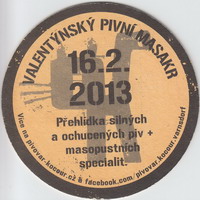 VALENTÝNSKÝ PIVNÍ MASAKR
16.2.
2013
Přehlídka silných
a ochucených piv +
masopustních
specialit.
Více na pivovar.kocour.cz & facebook.com/pivovar.kocour.varnsdorf